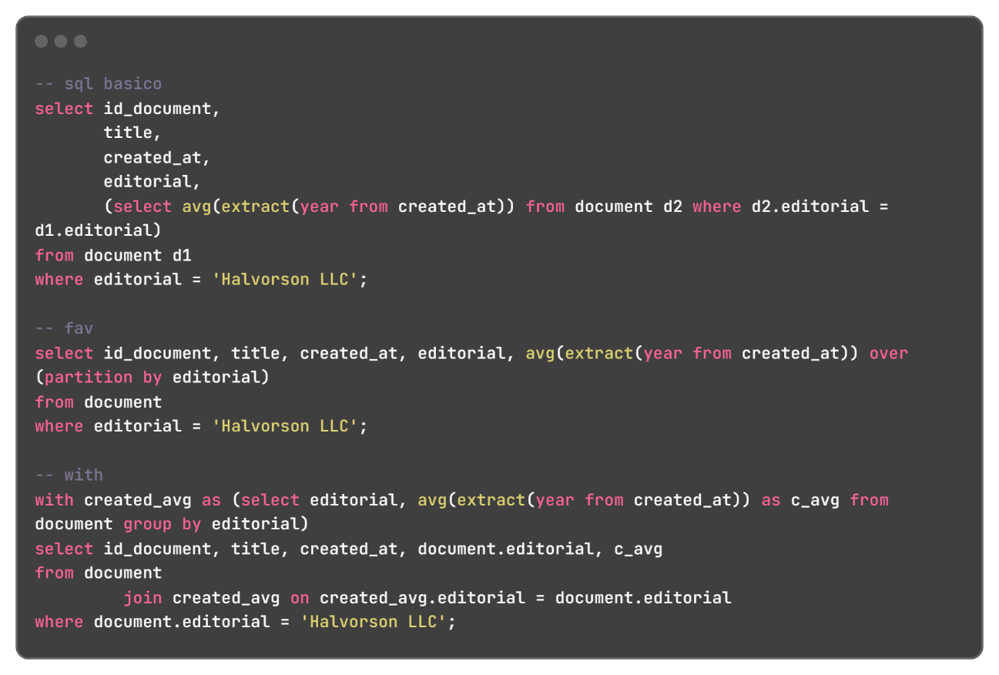 -- sql basico
select id_document,
       title,
       created_at,
       editorial,
       (select avg(extract(year from created_at)) from document d2 where d2.editorial =
d1.editorial)
from document d1
where editorial = 'Halvorson LLC';

-- fav
select id_document, title, created_at, editorial, avg(extract(year from created_at)) over
(partition by editorial)
from document
where editorial = 'Halvorson LLC';

-- with
with created_avg as (select editorial, avg(extract(year from created_at)) as c_avg from
document group by editorial)
select id_document, title, created_at, document.editorial, c_avg
from document
         join created_avg on created_avg.editorial = document.editorial
where document.editorial = 'Halvorson LLC';